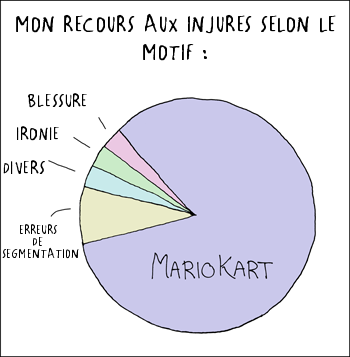 MON RECOURS AUX INJURES SELON LE
MOTIF :
BLESSURE
IRONIE
DIVERS
ERREURS
DE
SEGMENTATION
MARIOKART